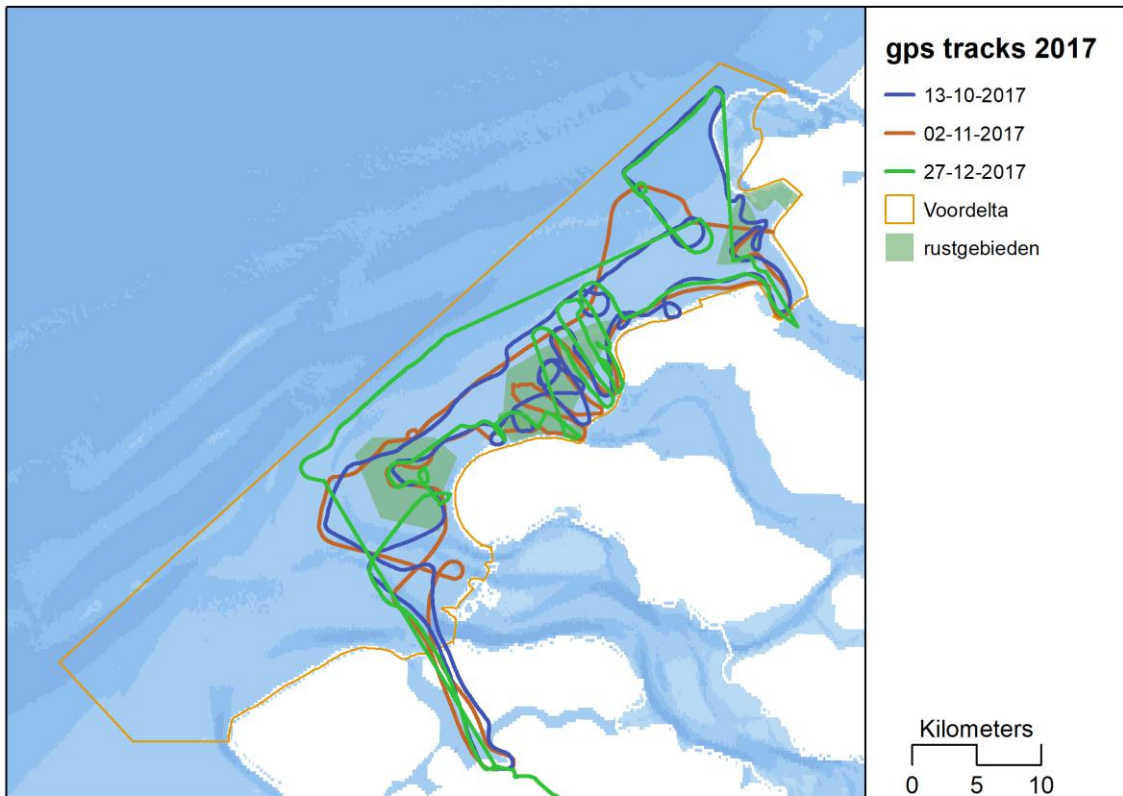 gps tracks 2017
13-10-2017
02-11-2017
27-12-2017
Voordelta
rustgebieden
Kilometers
0 5 10